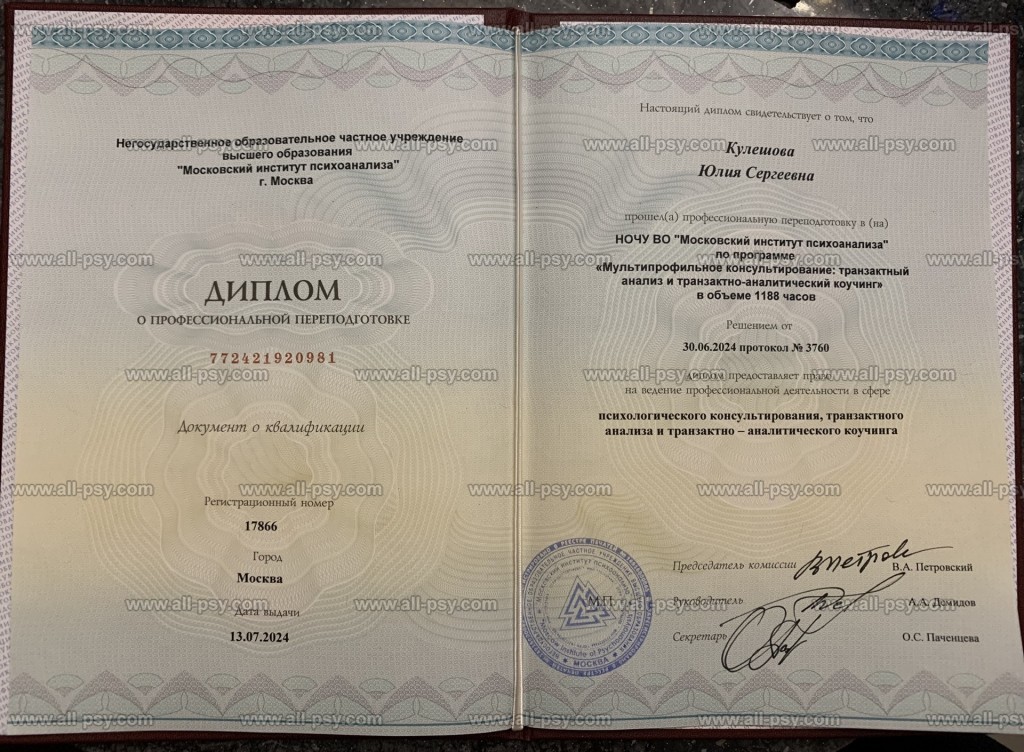 Негосударственное образовательное частное учреждение
высшего образования
"Московский институт психоанализа"
г. Москва
ДИПЛОМ
О ПРОФЕССИОНАЛЬНОЙ ПЕРЕПОДГОТОВКЕ
772421920981
Документ о квалификации
Регистрационный номер
17866
Город
Москва
Дата выдачи
13.07.2024
Настоящий диплом свидетельствует о том, что
Кулешова
Юлия Сергеевна
прошел(а) профессиональную переподготовку в (на)
НОЧУ ВО "Московский институт психоанализа"
по программе
«Мультипрофильное консультирование: транзактный
анализ и транзактно-аналитический коучинг»
в объеме 1188 часов
Решением от
30.06.2024 протокол № 3760
диплом предоставляет право
на ведение профессиональной деятельности в сфере
психологического консультирования, транзактного
анализа и транзактно – аналитического коучинга
Председатель комиссии
В.А. Петровский
М.П.
Руководитель
А.А. Демидов
Секретарь
О.С. Паченцева
МОСКВА
www.all-psy.com